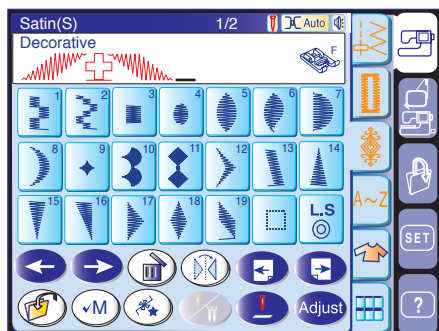 Satin(S) 1/2 Auto
Decorative
F
1 2 3 4 5 6 7
8 9 10 11 12 13 14
15 16 17 18 19 L.S
A~Z
SET
✓M Adjust ?